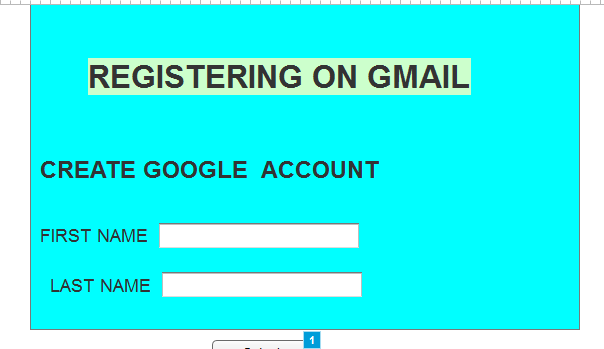 REGISTERING ON GMAIL
CREATE GOOGLE  ACCOUNT
FIRST NAME
LAST NAME
1